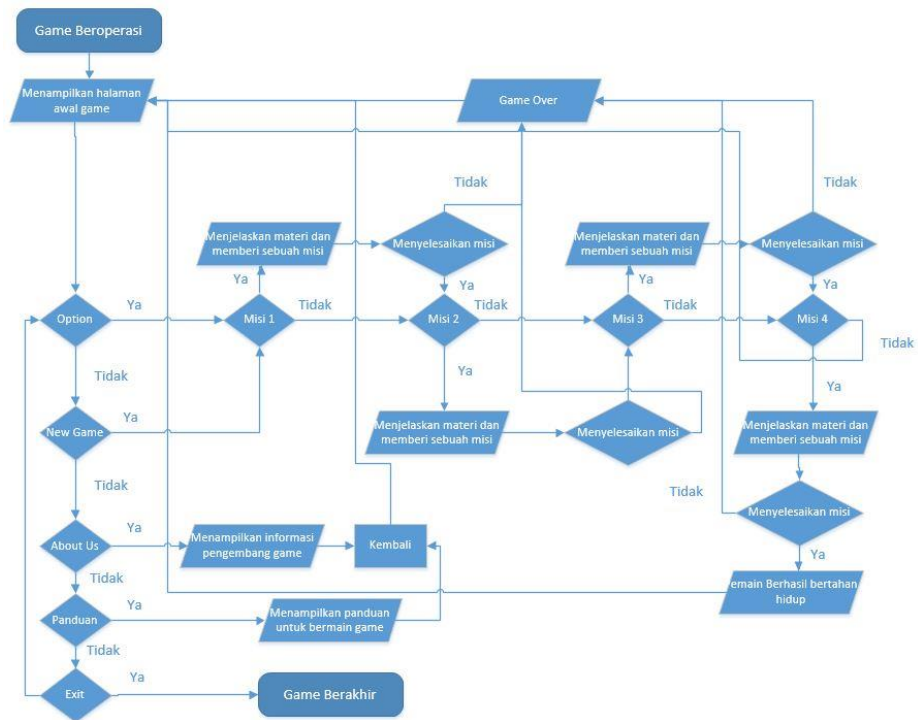 Game Beroperasi
Menampilkan halaman
awal game
Game Over
Tidak
Tidak
Menjelaskan materi dan
memberi sebuah misi
Menyelesaikan misi
Menjelaskan materi dan
memberi sebuah misi
Menyelesaikan misi
Ya
Ya
Ya
Ya
Option
Ya
Misi 1
Tidak
Misi 2
Tidak
Misi 3
Tidak
Misi 4
Tidak
Tidak
Ya
Ya
New Game
Ya
Menjelaskan materi dan
memberi sebuah misi
Menyelesaikan misi
Menjelaskan materi dan
memberi sebuah misi
Tidak
Tidak
Menyelesaikan misi
About Us
Ya
Menampilkan informasi
pengembang game
Kembali
Ya
Tidak
emain Berhasil bertahan
hidup
Panduan
Ya
Menampilkan panduan
untuk bermain game
Tidak
Exit
Ya
Game Berakhir